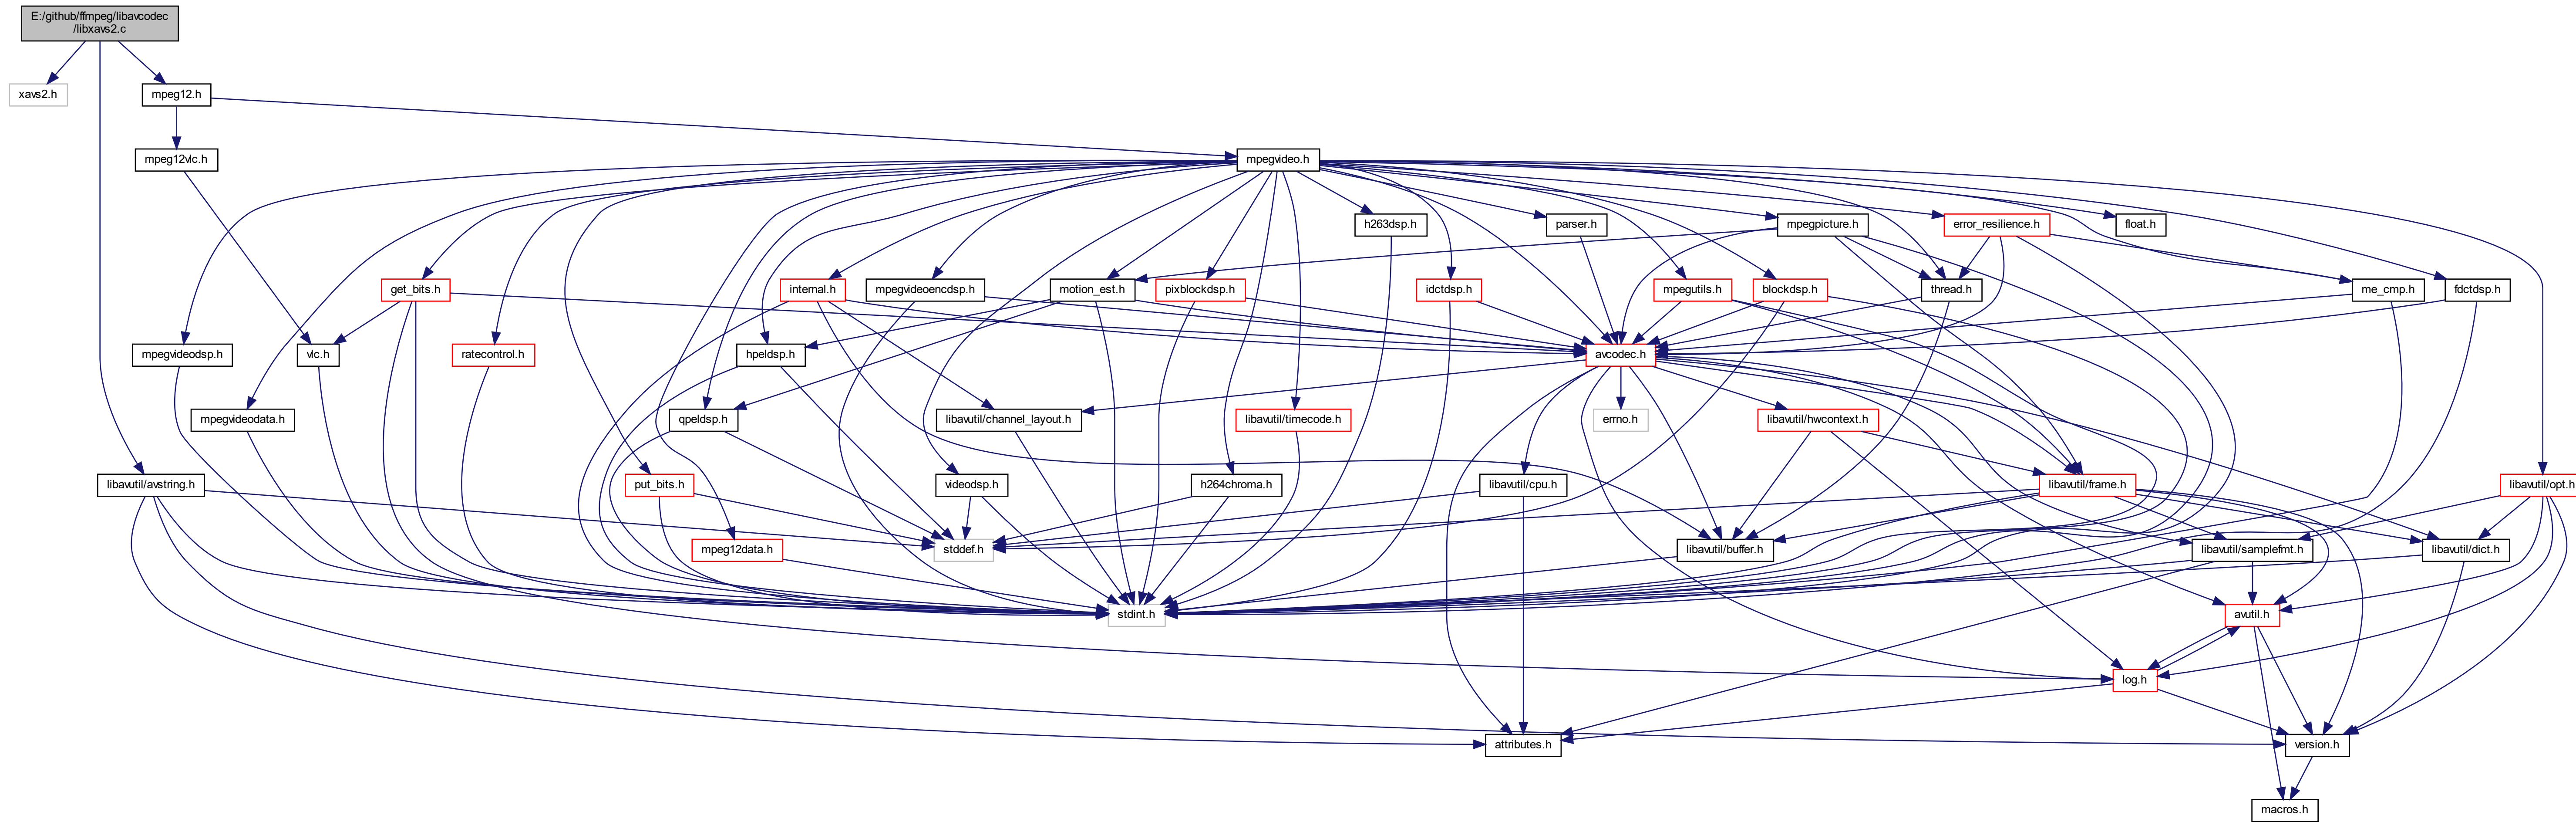 E:/github/ffmpeg/libavcodec
/libxavs2.c
xavs2.h
mpeg12.h
mpeg12vlc.h
mpegvideo.h
h263dsp.h
parser.h
mpegpicture.h
error_resilience.h
float.h
get_bits.h
internal.h
mpegvideoencdsp.h
motion_est.h
pixblockdsp.h
idctdsp.h
mpegutils.h
blockdsp.h
thread.h
me_cmp.h
fdctdsp.h
mpegvideodsp.h
vlc.h
ratecontrol.h
hpeldsp.h
avcodec.h
mpegvideodata.h
qpeldsp.h
libavutil/channel_layout.h
libavutil/timecode.h
errno.h
libavutil/hwcontext.h
libavutil/avstring.h
put_bits.h
videodsp.h
h264chroma.h
libavutil/cpu.h
libavutil/frame.h
libavutil/opt.h
mpeg12data.h
stddef.h
libavutil/buffer.h
libavutil/samplefmt.h
libavutil/dict.h
stdint.h
avutil.h
log.h
attributes.h
version.h
macros.h